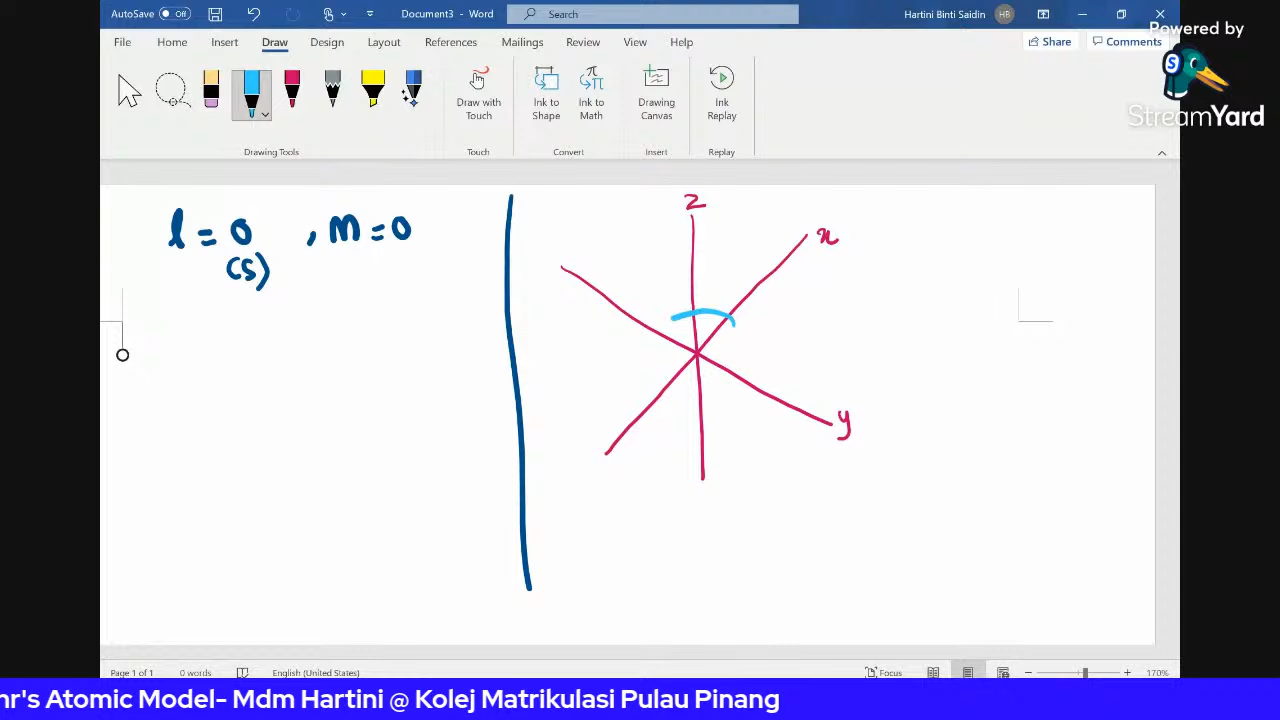 AutoSave Off Document3 - Word Search Hartini Binti Saidin HB
Powered by
StreamYard
File Home Insert Draw Design Layout References Mailings Review View Help Share Comments
Draw with Touch
Ink to Shape
Ink to Math
Drawing Canvas
Ink Replay
Drawing Tools Touch Convert Insert Replay
l = 0 , m = 0
(s)
z
x
y
Page 1 of 1 0 words English (United States) Focus 170%
hr's Atomic Model- Mdm Hartini @ Kolej Matrikulasi Pulau Pinang